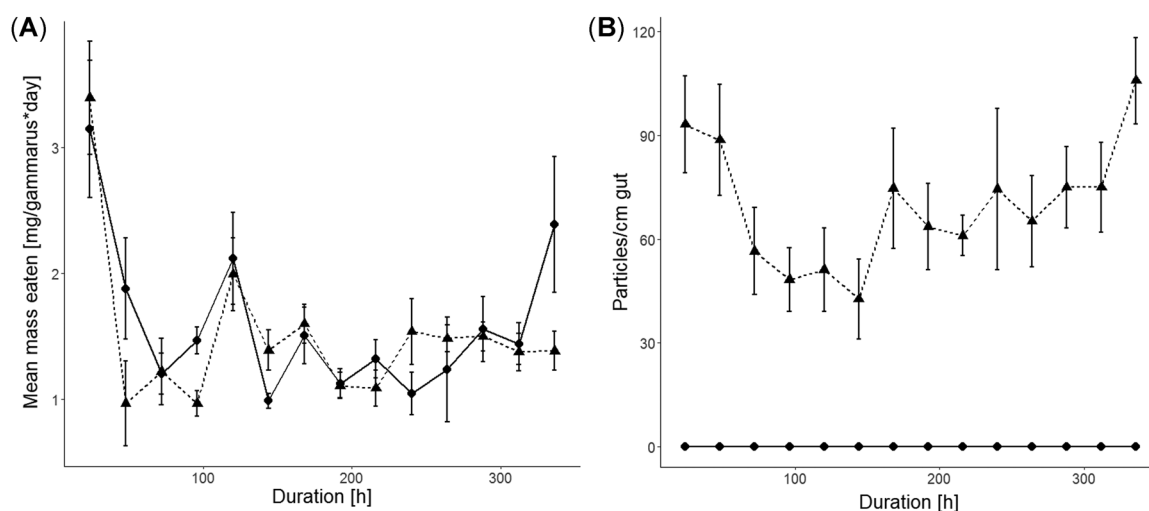 (A)
Mean mass eaten [mg/gammarus*day]
3
2
1
100
200
300
Duration [h]
(B)
Particles/cm gut
120
90
60
30
0
100
200
300
Duration [h]